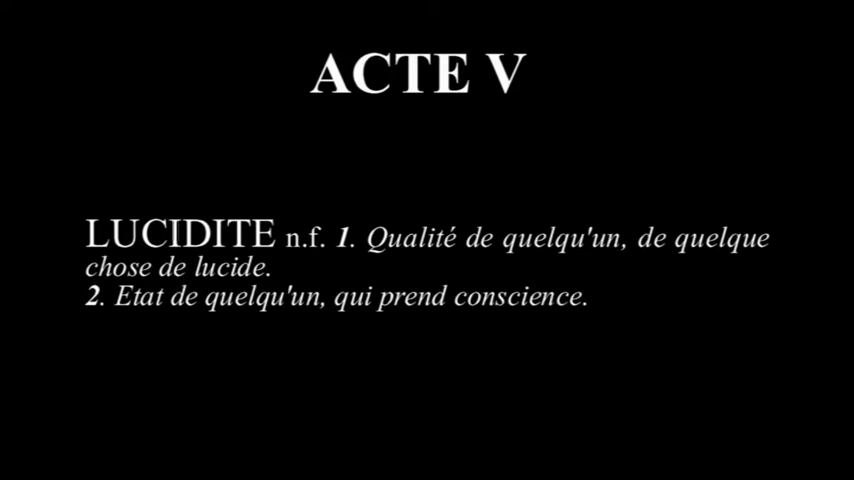 ACTE V
LUCIDITE n.f. 1. Qualité de quelqu'un, de quelque
chose de lucide.
2. Etat de quelqu'un, qui prend conscience.